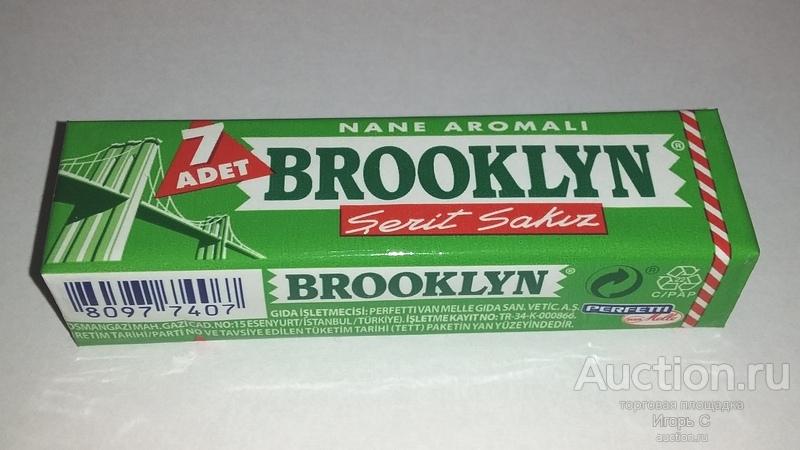 NANE AROMALI
7
ADET
BROOKLYN®
Şerit Sakız
BROOKLYN®
8097 7407
GIDA İŞLETMECİSİ: PERFETTI VAN MELLE GIDA SAN. VE TİC. A.Ş.
OSMANGAZİ MAH. GAZİ CAD. NO: 15 ESENYURT/İSTANBUL / TÜRKİYE). İŞLETME KAYIT NO: TR-34-K-000866.
RETİM TARİHİ/PARTİ NO VE TAVSİYE EDİLEN TÜKETİM TARİHİ (TETT) PAKETİN YAN YÜZEYİNDEDİR.
®
C/PAP
PERFETTI
van Melle
Auction.ru
торговая площадка
Игорь С
auction.ru